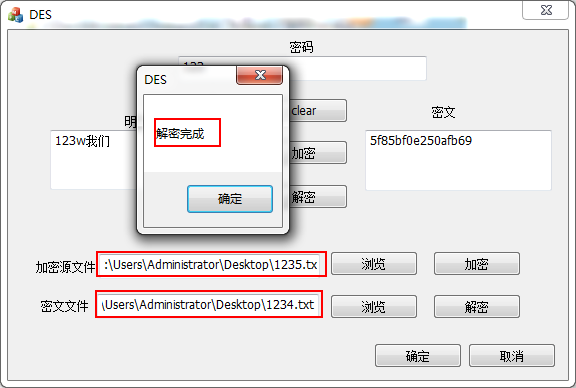 DES
密码
DES
clear
密文
解密完成
123w我们
加密
5f85bf0e250afb69
确定
解密
加密源文件
:\Users\Administrator\Desktop\1235.tx
浏览
加密
密文文件
\Users\Administrator\Desktop\1234.txt
浏览
解密
确定
取消